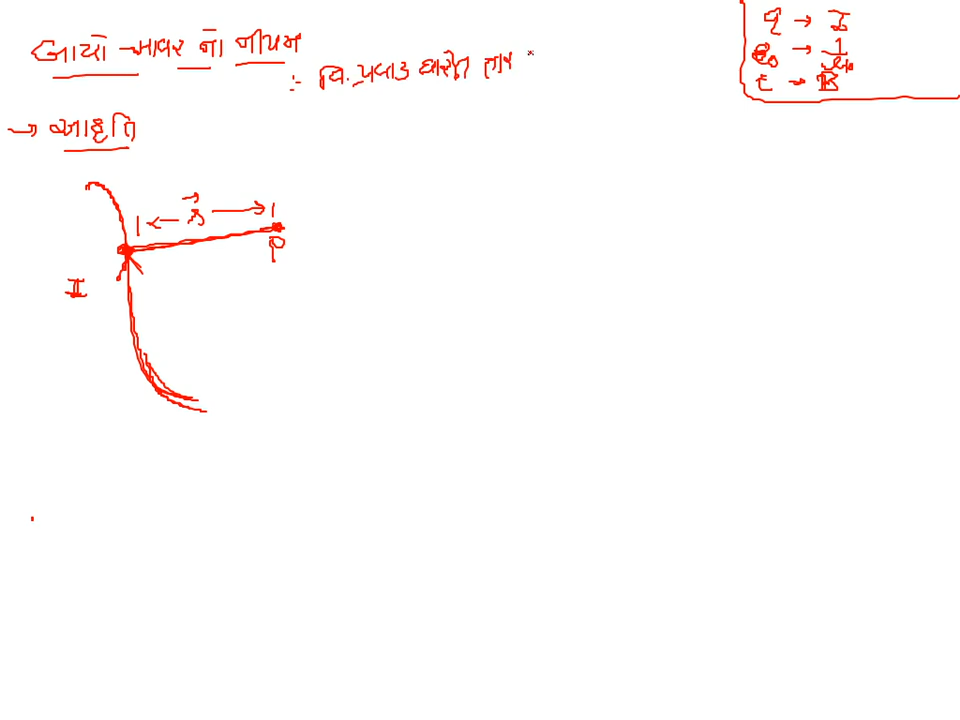 બાયો-સાવર નો નીયમ
:- વિ.પ્રવાહ ધારીત તાર
→ આકૃતિ
q → I
ε₀ → 1/μ₀
E → B
r
P
I